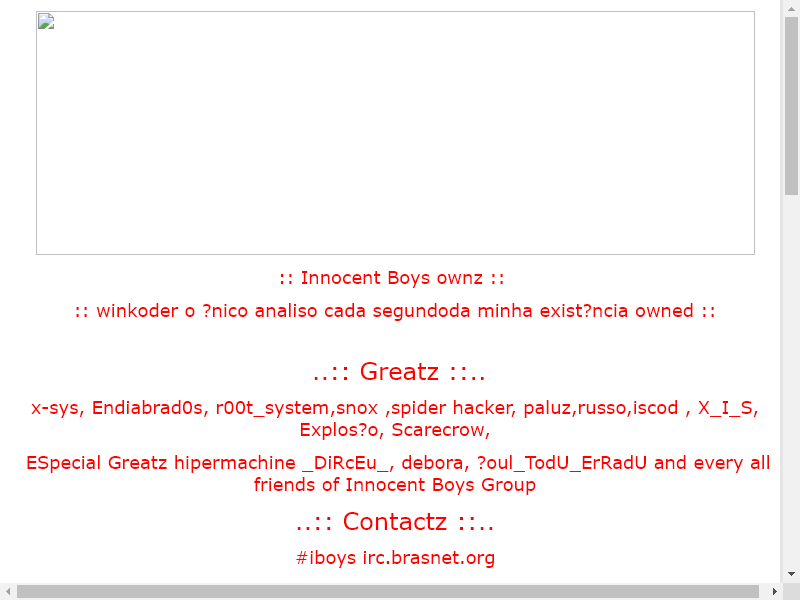 :: Innocent Boys ownz ::
:: winkoder o ?nico analiso cada segundoda minha exist?ncia owned ::
..:: Greatz ::..
x-sys, Endiabrad0s, r00t_system,snox ,spider hacker, paluz,russo,iscod , X_I_S,
Explos?o, Scarecrow,
ESpecial Greatz hipermachine _DiRcEu_, debora, ?oul_TodU_ErRadU and every all
friends of Innocent Boys Group
..:: Contactz ::..
#iboys irc.brasnet.org